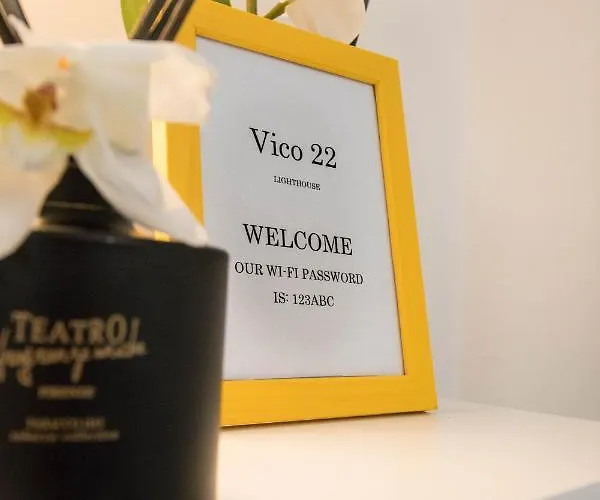 Vico 22
LIGHTHOUSE
WELCOME
OUR WI-FI PASSWORD
IS: 123ABC
TEATRO